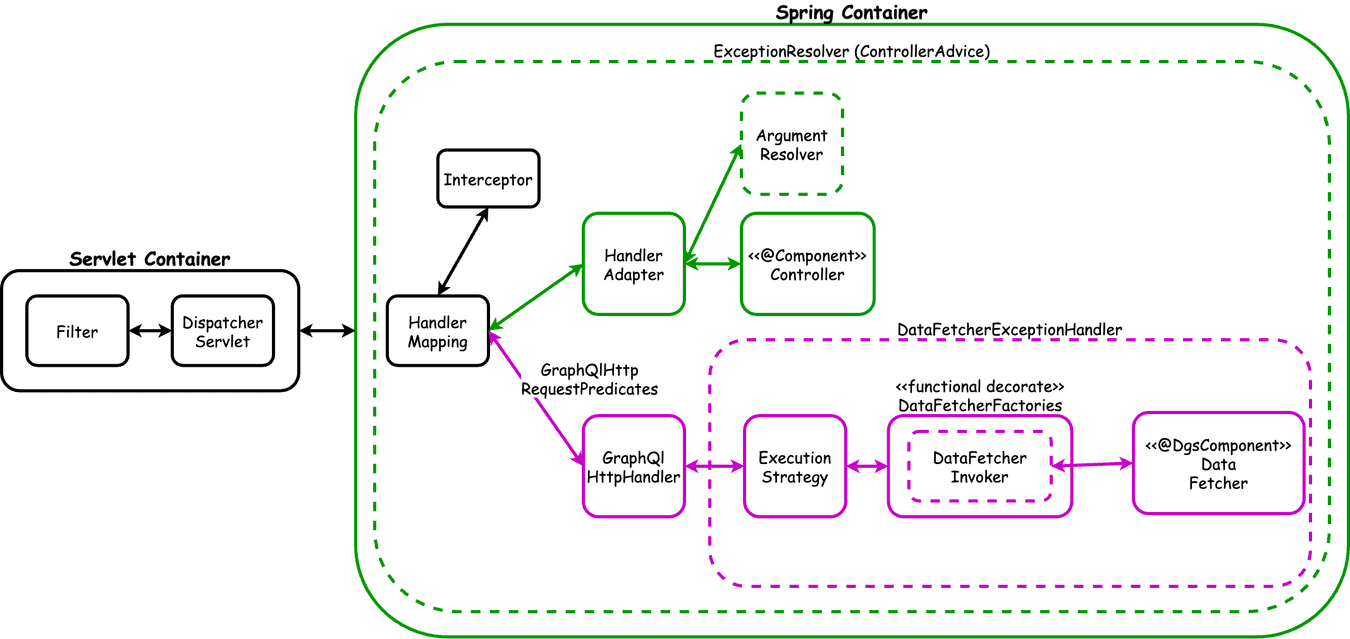 Spring Container
ExceptionResolver (ControllerAdvice)
Argument
Resolver
Interceptor
Handler
Adapter
<<@Component>>
Controller
Servlet Container
Filter
Dispatcher
Servlet
Handler
Mapping
DataFetcherExceptionHandler
GraphQlHttp
RequestPredicates
<<functional decorate>>
DataFetcherFactories
GraphQl
HttpHandler
Execution
Strategy
DataFetcher
Invoker
<<@DgsComponent>>
Data
Fetcher